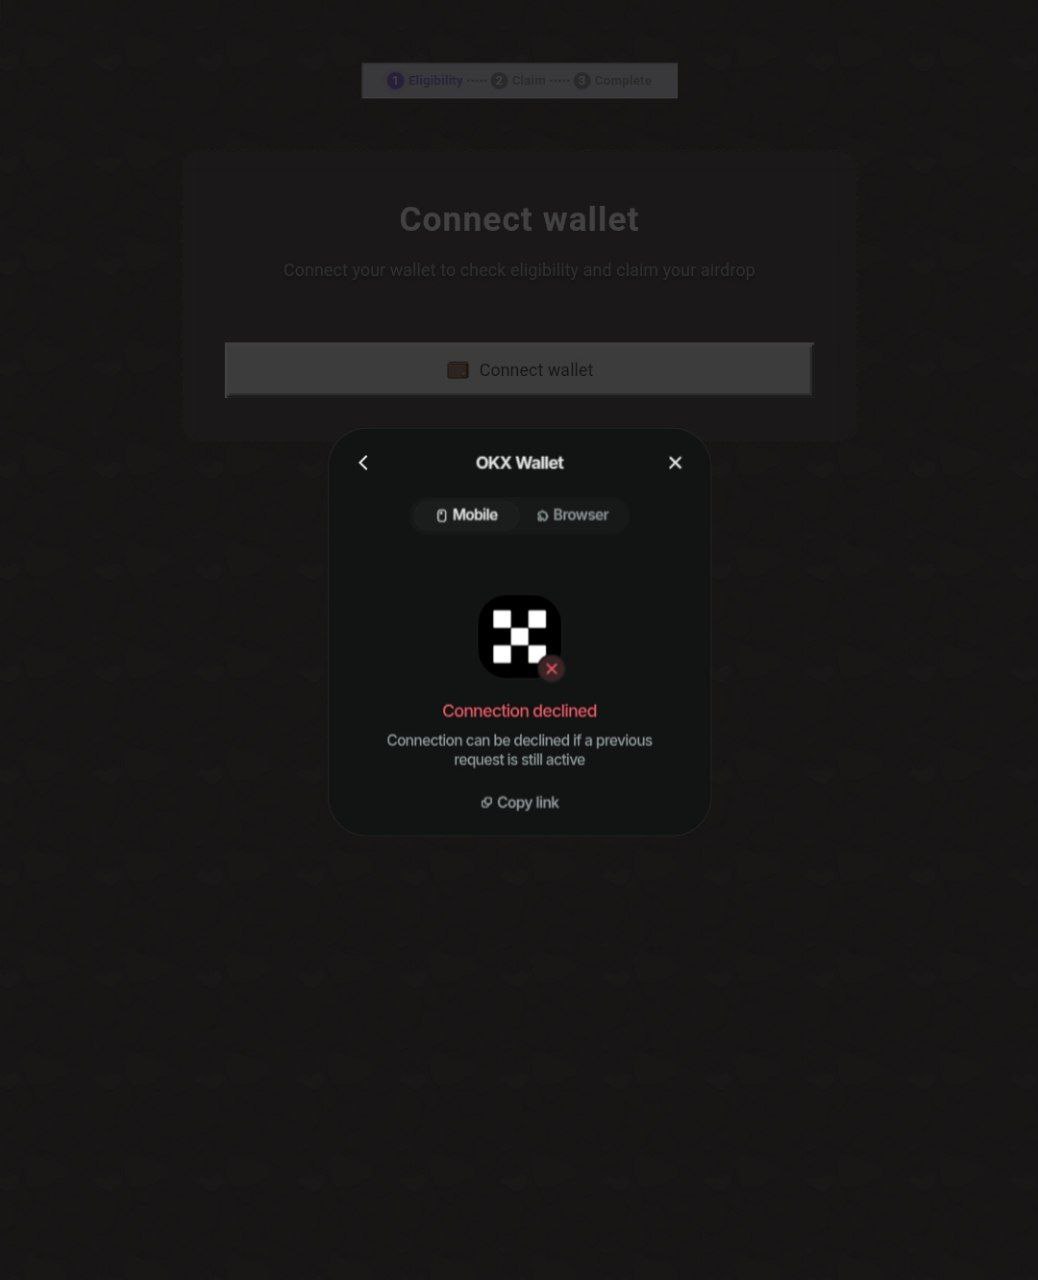 1 Eligibility ····· 2 Claim ····· 3 Complete
Connect wallet
Connect your wallet to check eligibility and claim your airdrop
Connect wallet
OKX Wallet
Mobile Browser
Connection declined
Connection can be declined if a previous
request is still active
Copy link